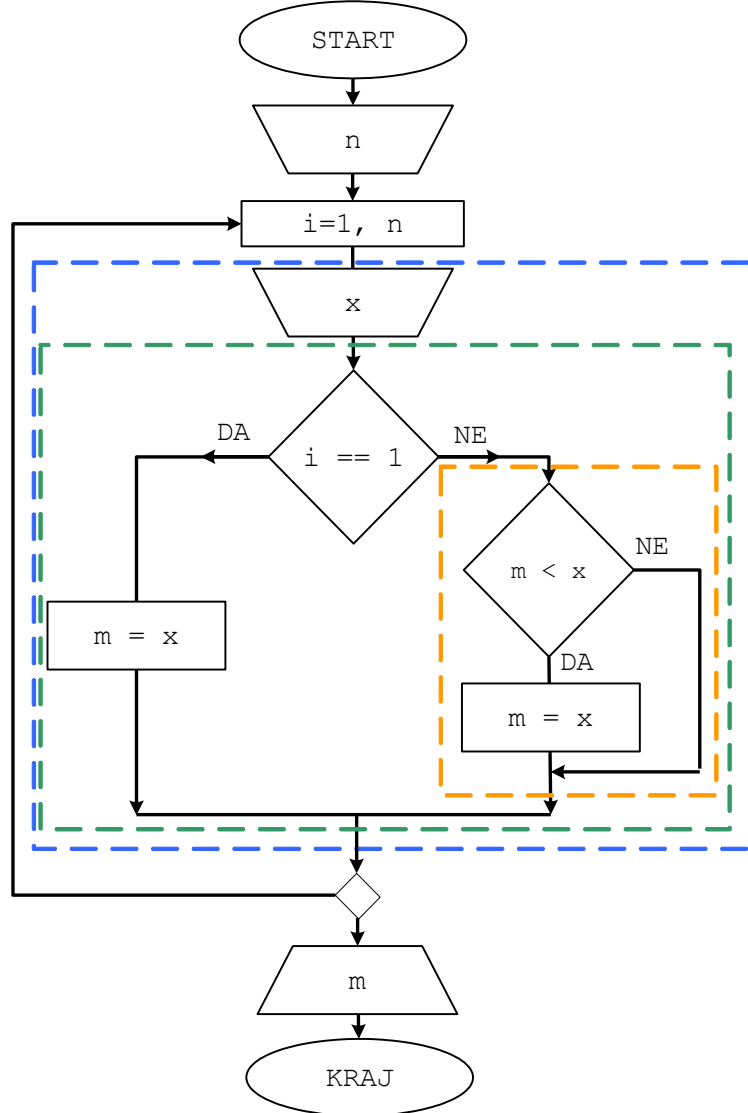 START
n
i=1, n
x
DA
i == 1
NE
m < x
NE
m = x
DA
m = x
m
KRAJ